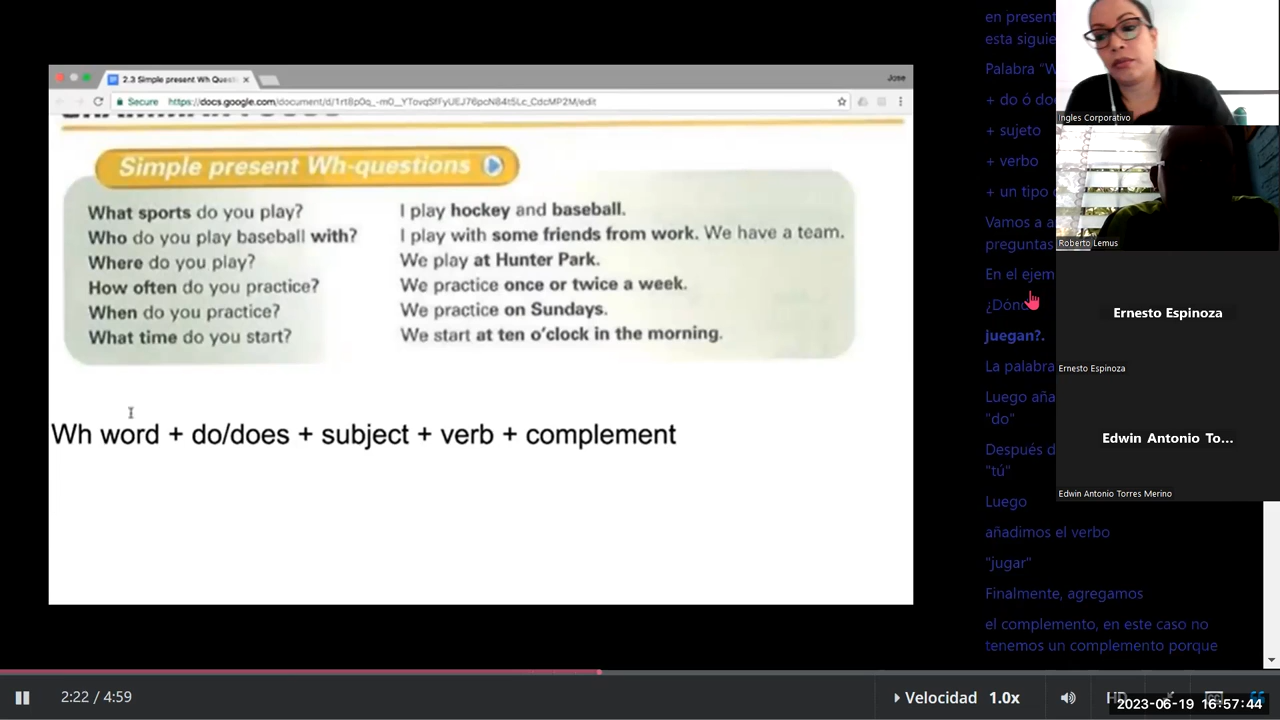 2.3 Simple present Wh Quest
Jose
Secure
https://docs.google.com/document/d/
/edit
Simple present Wh-questions
What sports do you play? I play hockey and baseball.
Who do you play baseball with? I play with some friends from work. We have a team.
Where do you play? We play at Hunter Park.
How often do you practice? We practice once or twice a week.
When do you practice? We practice on Sundays.
What time do you start? We start at ten o'clock in the morning.
Wh word + do/does + subject + verb + complement
en present
esta siguie
Palabra "W
+ do ó do
+ sujeto
+ verbo
+ un tipo
Vamos a a
preguntas
En el ejem
¿Dónd
juegan?.
La palabra
Luego aña
"do"
Después d
"tú"
Luego
añadimos el verbo
"jugar"
Finalmente, agregamos
el complemento, en este caso no
tenemos un complemento porque
Ingles Corporativo
Roberto Lemus
Ernesto Espinoza
Ernesto Espinoza
Edwin Antonio To...
Edwin Antonio Torres Merino
2:22 / 4:59
Velocidad 1.0x
HD
2023-06-19 16:57:44